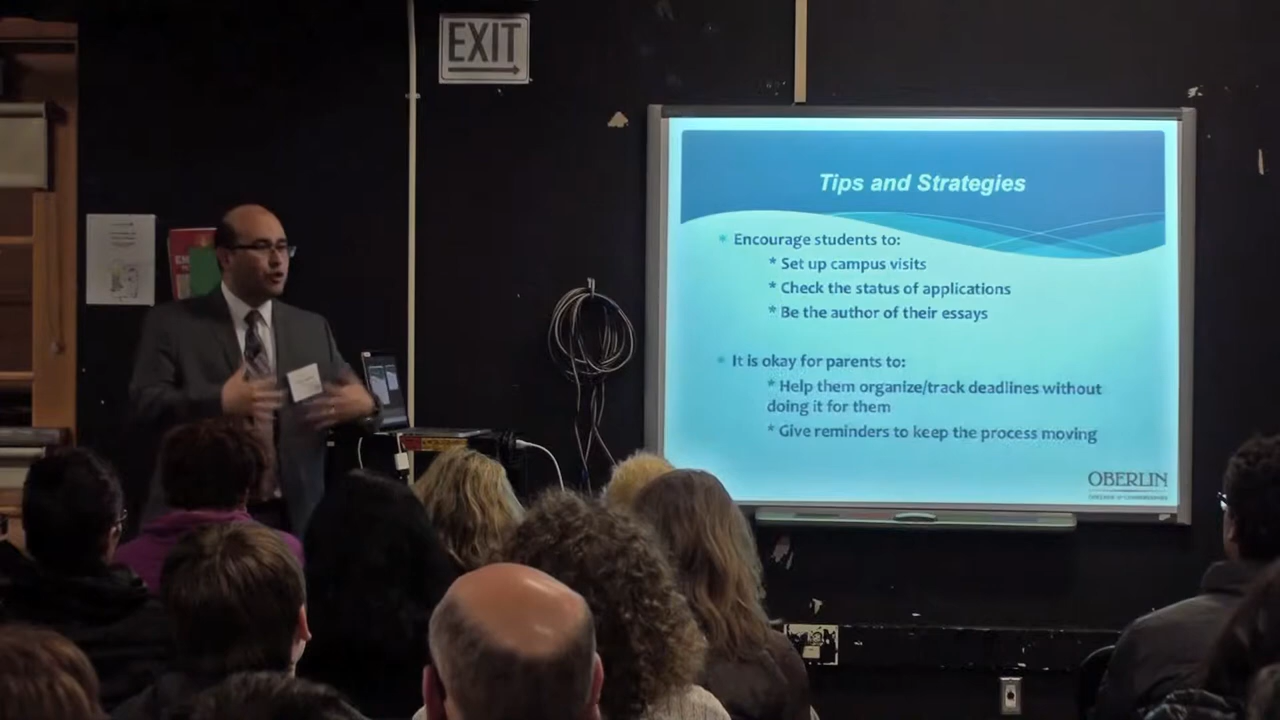 EXIT
Tips and Strategies
Encourage students to:
* Set up campus visits
* Check the status of applications
* Be the author of their essays
It is okay for parents to:
* Help them organize/track deadlines without
doing it for them
* Give reminders to keep the process moving
OBERLIN
COLLEGE & CONSERVATORY